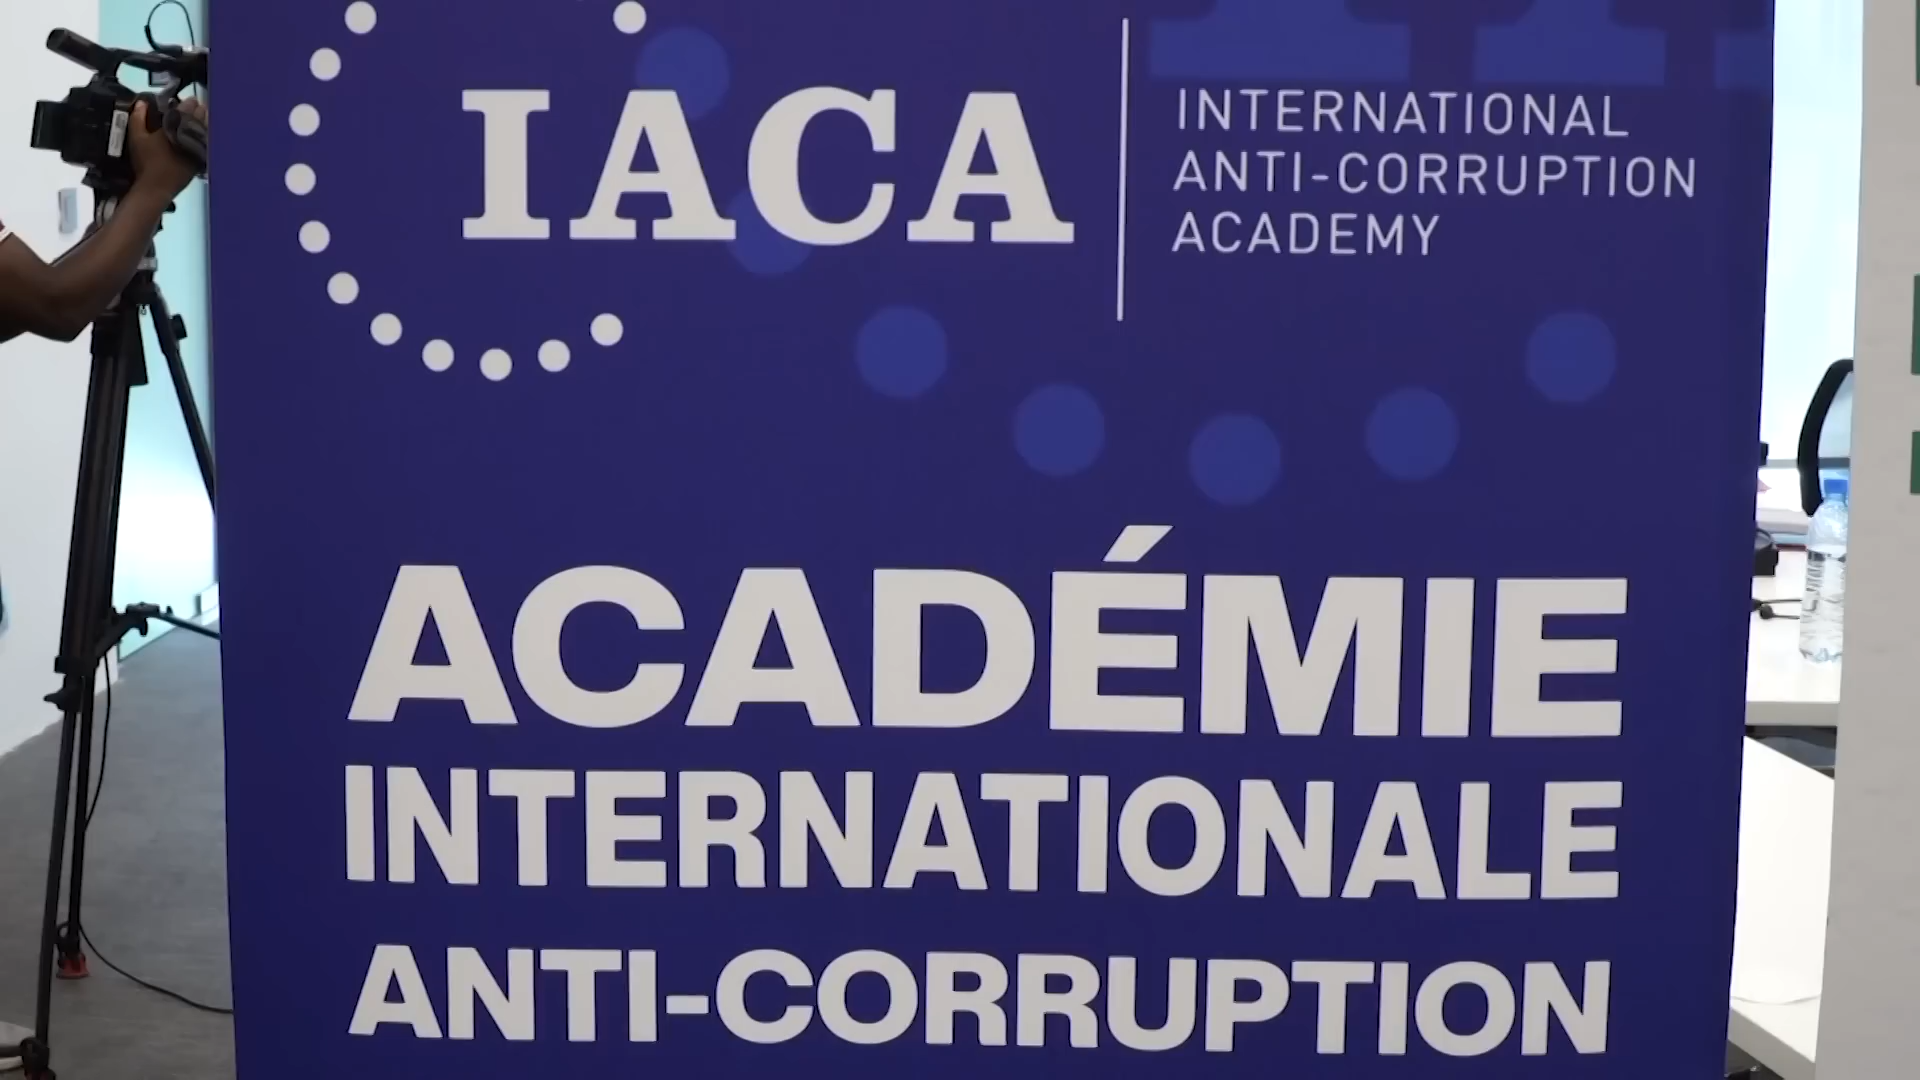 IACA
INTERNATIONAL
ANTI-CORRUPTION
ACADEMY
ACADÉMIE
INTERNATIONALE
ANTI-CORRUPTION